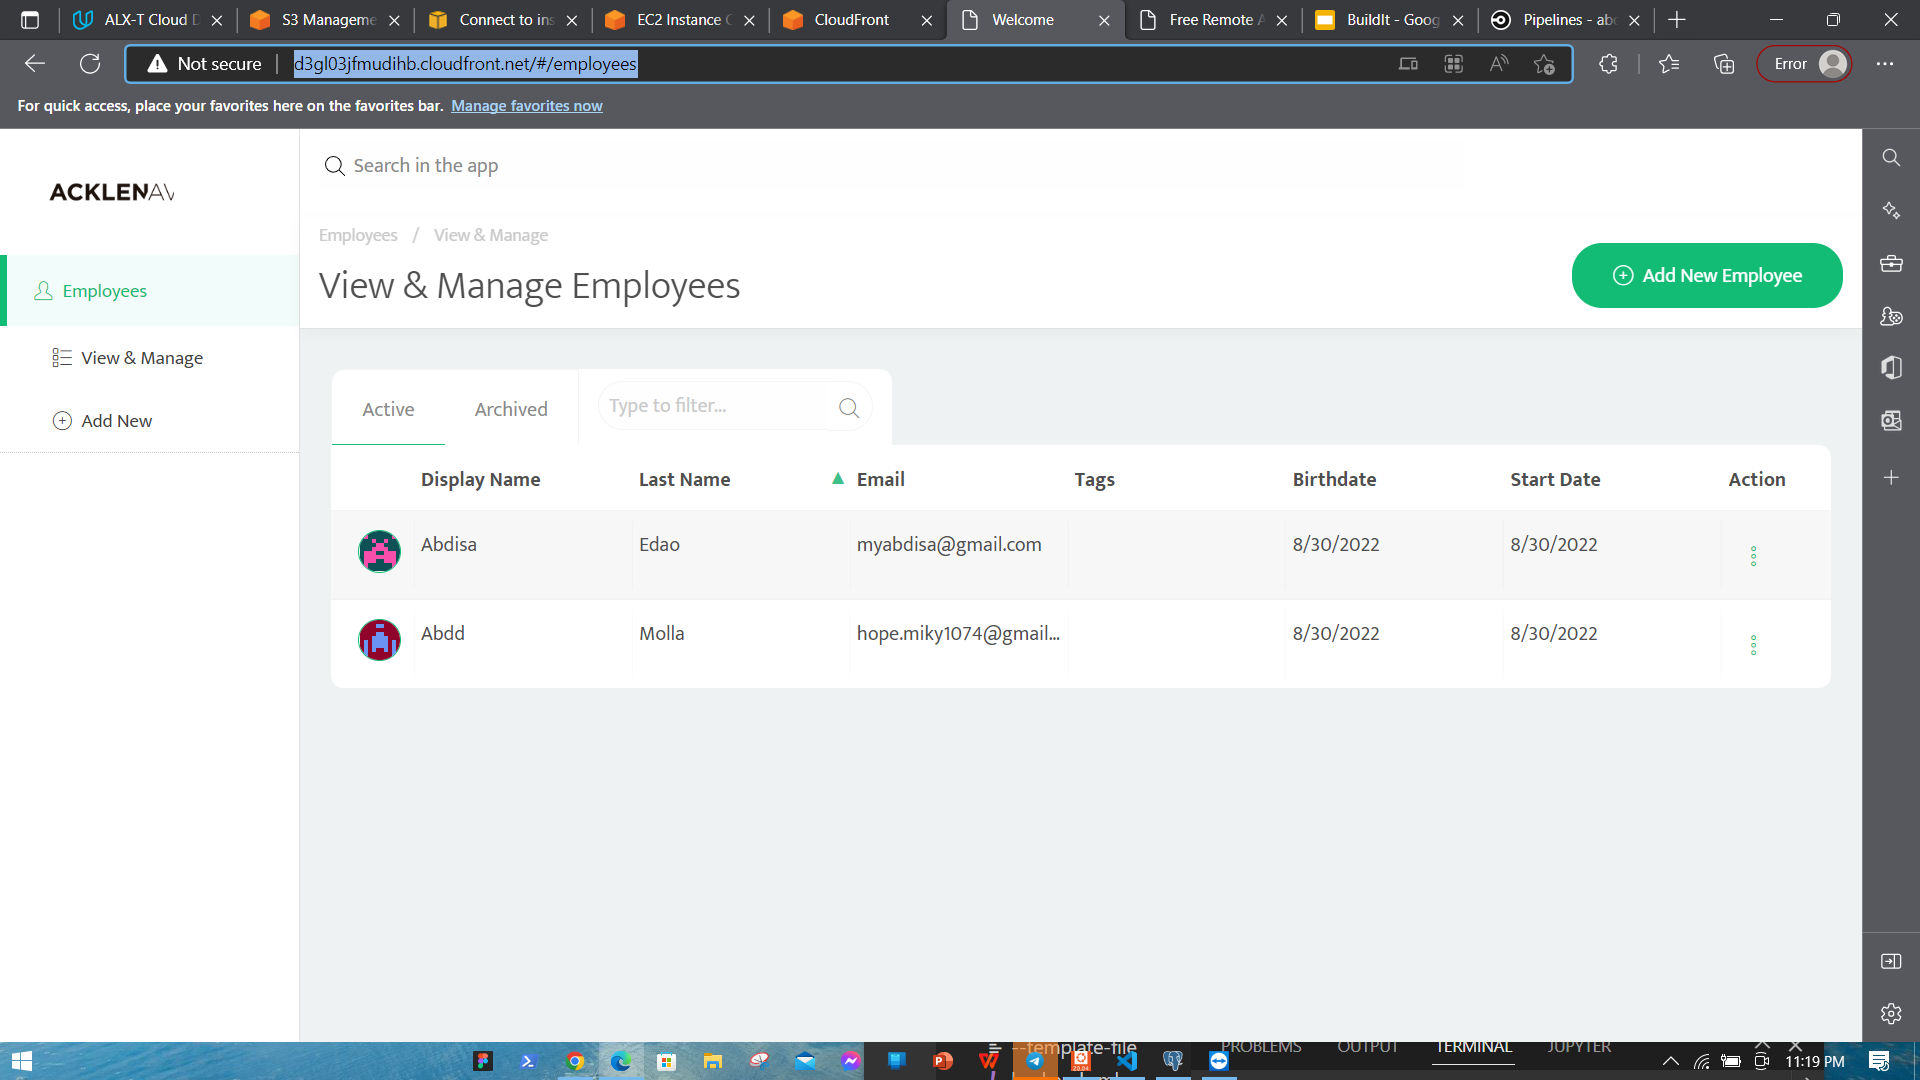 ALX-T Cloud D
S3 Manageme
Connect to ins
EC2 Instance C
CloudFront
Welcome
Free Remote A
BuildIt - Goog
Pipelines - abd
Not secure
d3gl03jfmudihb.cloudfront.net/#/employees
Error
For quick access, place your favorites here on the favorites bar. Manage favorites now
ACKLENAV
Search in the app
Employees / View & Manage
View & Manage Employees
Add New Employee
Employees
View & Manage
Add New
Active
Archived
Type to filter...
Display Name Last Name Email Tags Birthdate Start Date Action
Abdisa Edao myabdisa@gmail.com 8/30/2022 8/30/2022
Abdd Molla hope.miky1074@gmail... 8/30/2022 8/30/2022
--template-file
PROBLEMS OUTPUT TERMINAL JUPYTER
20.04
11:19 PM